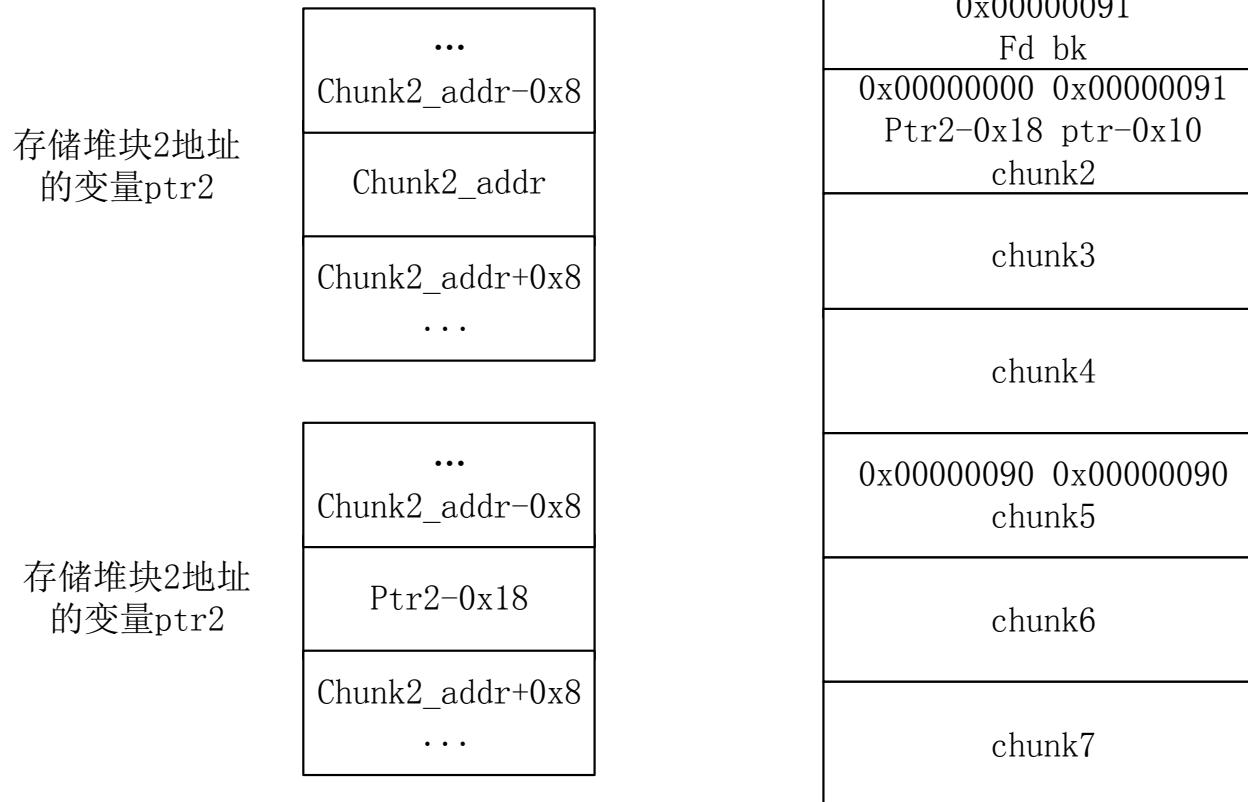 ...
Chunk2_addr-0x8
存储堆块2地址
的变量ptr2
Chunk2_addr
Chunk2_addr+0x8
...
...
Chunk2_addr-0x8
存储堆块2地址
的变量ptr2
Ptr2-0x18
Chunk2_addr+0x8
...
0x00000091
Fd bk
0x00000000 0x00000091
Ptr2-0x18 ptr-0x10
chunk2
chunk3
chunk4
0x00000090 0x00000090
chunk5
chunk6
chunk7